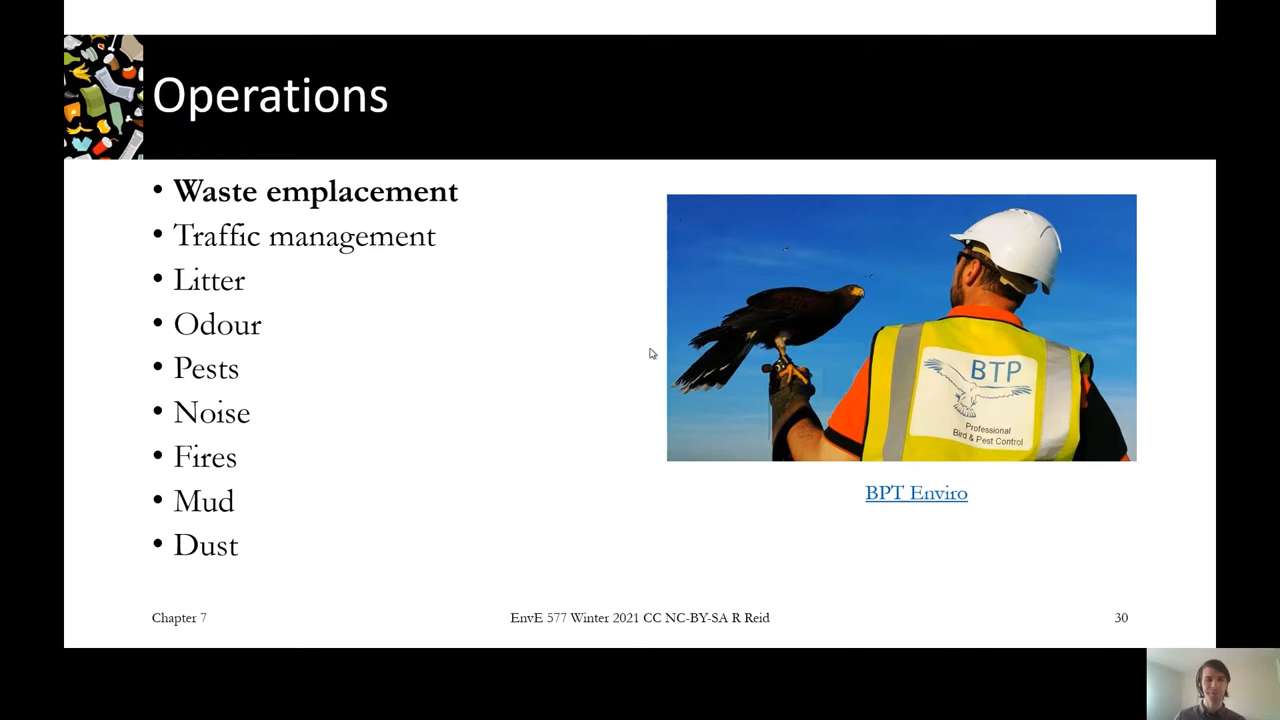 Operations
• Waste emplacement
• Traffic management
• Litter
• Odour
• Pests
• Noise
• Fires
• Mud
• Dust
BTP
Professional
Bird & Pest Control
BPT Enviro
Chapter 7
EnvE 577 Winter 2021 CC NC-BY-SA R Reid
30